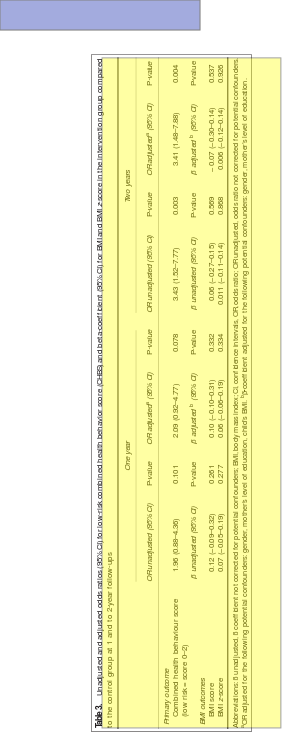 Table 3. Unadjusted and adjusted odds ratios (95% CI) for low-risk combined health behavior score (CHBS) and beta-coefficient (95% CI) for BMI and BMI z-score in the intervention group compared
to the control group at 1 and to 2-year follow-ups
One year Two years
OR unadjusted (95% CI) P-value OR adjustedᵃ (95% CI) P-value OR unadjusted (95% CI) P-value OR adjustedᵃ (95% CI) P-value
Primary outcome
Combined health behaviour score 1.96 (0.88–4.36) 0.101 2.09 (0.92–4.77) 0.078 3.43 (1.52–7.77) 0.003 3.41 (1.48–7.88) 0.004
(low risk = score 0–2)
BMI outcomes β unadjusted (95% CI) P-value β adjusted ᵇ (95% CI) P-value β unadjusted (95% CI) P-value β adjusted ᵇ (95% CI) P-value
BMI score 0.12 (–0.09–0.32) 0.261 0.10 (–0.10–0.31) 0.332 0.06 (–0.27–0.15) 0.569 –0.07 (–0.30–0.14) 0.537
BMI z-score 0.07 (–0.05–0.19) 0.277 0.06 (–0.06–0.19) 0.334 0.011 (–0.11–0.14) 0.868 0.006 (–0.12–0.14) 0.926
Abbreviations: β unadjusted, β coefficient not corrected for potential confounders; BMI, body mass index; CI, confidence intervals; OR, odds ratio; OR unadjusted, odds ratio not corrected for potential confounders.
ᵃOR adjusted for the following potential confounders: gender, mother's level of education, child's BMI. ᵇβ-coefficient adjusted for the following potential confounders: gender, mother's level of education.